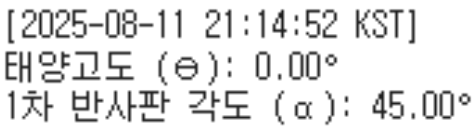 [2025-08-11 21:14:52 KST]
태양고도 (Θ): 0.00°
1차 반사판 각도 (α): 45.00°